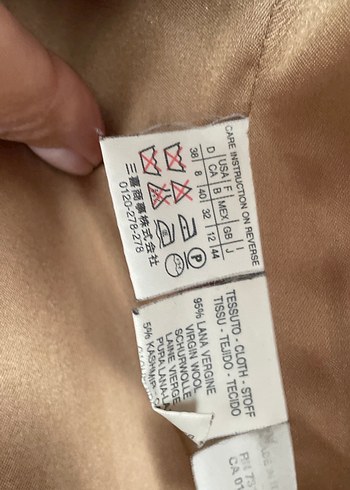 CARE INSTRUCTION ON REVERSE
USA F I
D CA B MEX GB J
38 8 40 32 12 44
P
三喜商事株式会社
0120-278-278
TESSUTO - CLOTH - STOFF
TISSU - TEJIDO - TECIDO
95% LANA VERGINE
VIRGIN WOOL
SCHURWOLLE
LAINE VIERGE
PURA LANA
5% KASHMIR
CA 01